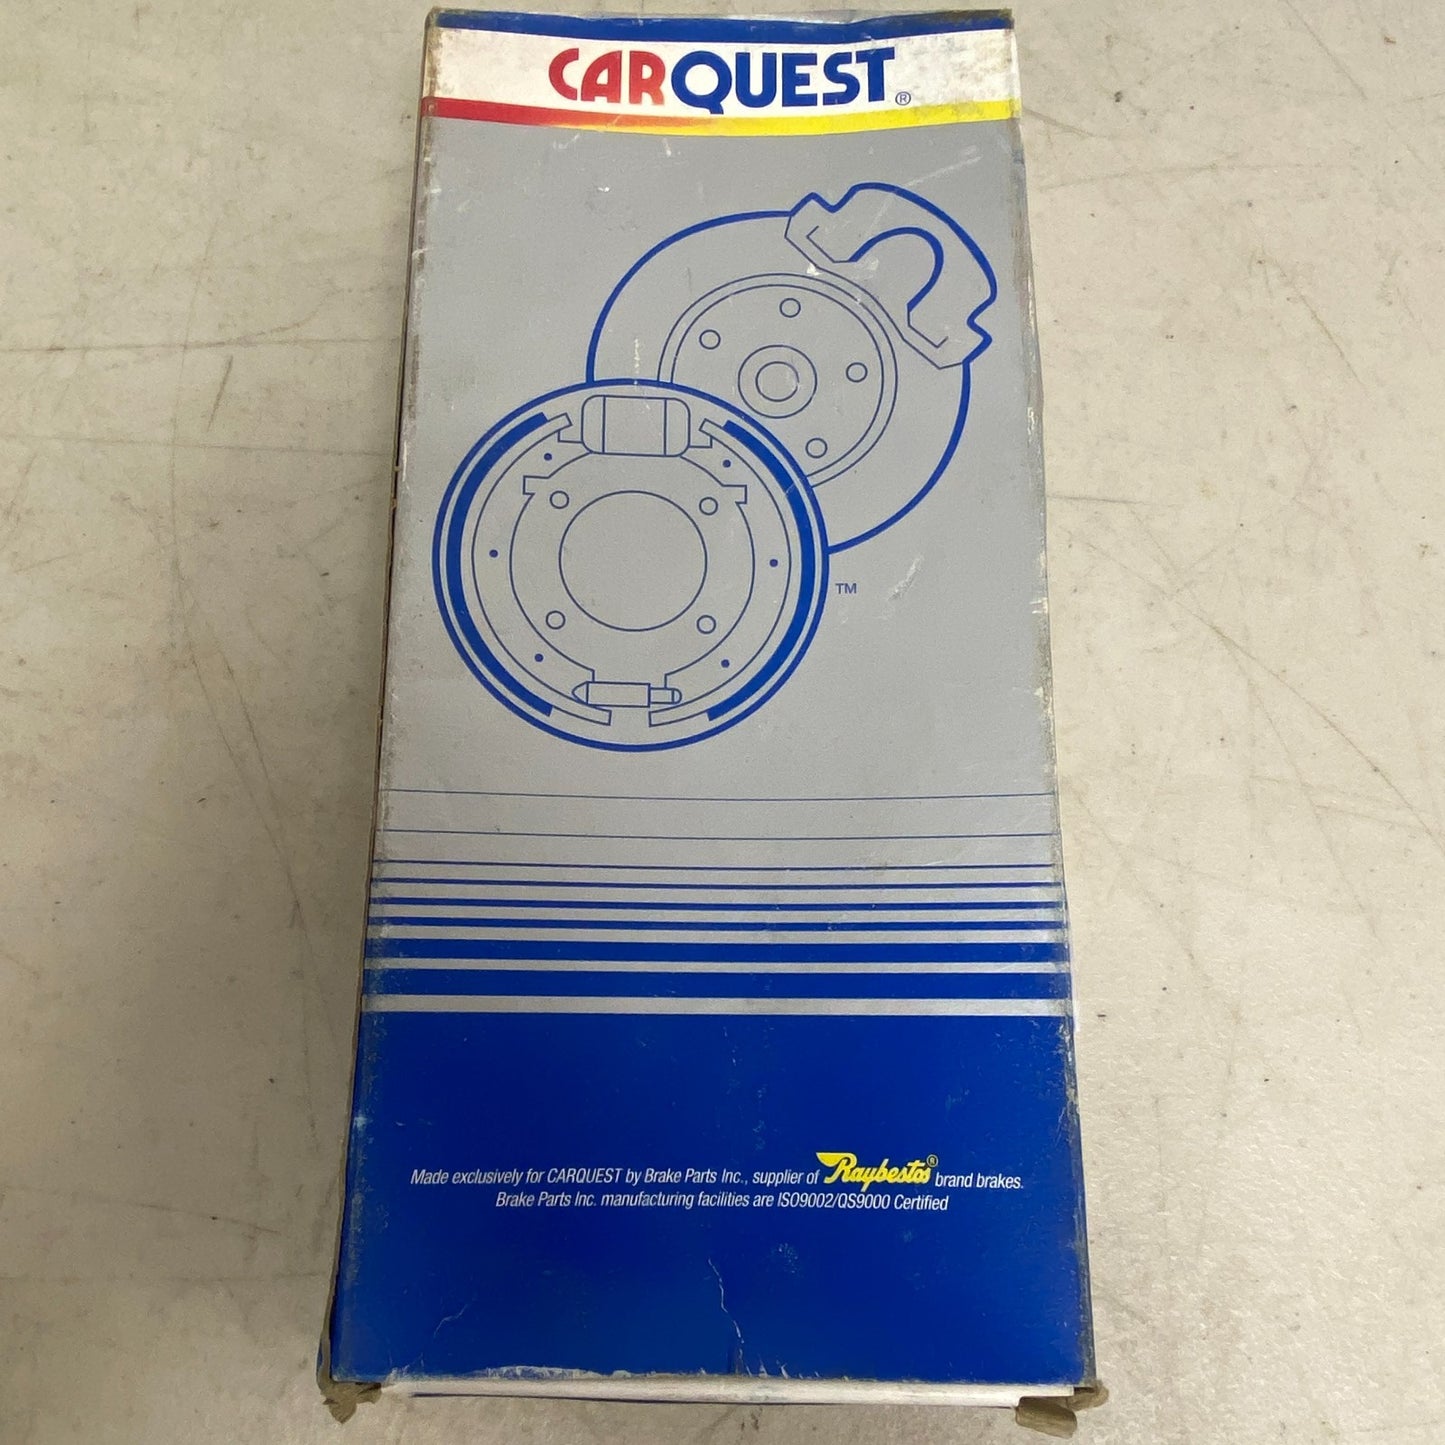 CARQUEST®
TM
Made exclusively for CARQUEST by Brake Parts Inc., supplier of Raybestos® brand brakes.
Brake Parts Inc. manufacturing facilities are ISO9002/QS9000 Certified